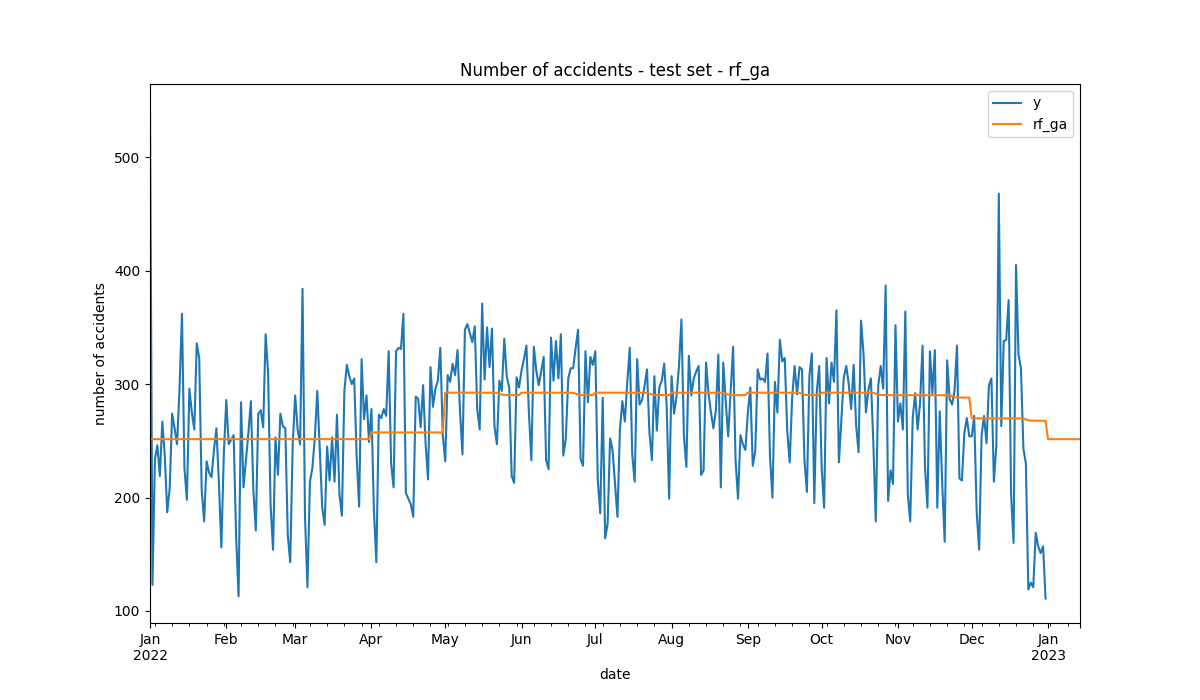 Number of accidents - test set - rf_ga
y
rf_ga
500
400
300
200
100
number of accidents
Jan Feb Mar Apr May Jun Jul Aug Sep Oct Nov Dec Jan
2022 2023
date